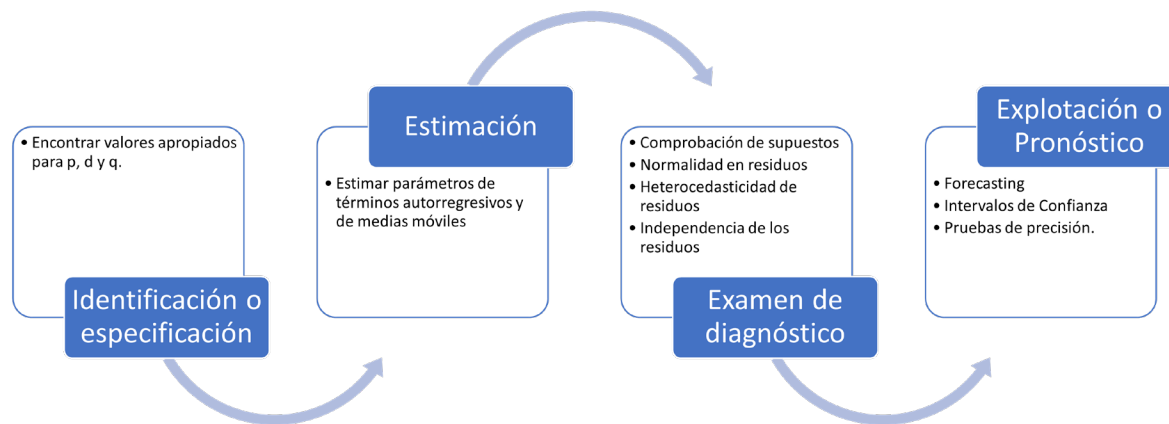 • Encontrar valores apropiados
para p, d y q.
Identificación o
especificación
Estimación
• Estimar parámetros de
términos autorregresivos y
de medias móviles
• Comprobación de supuestos
• Normalidad en residuos
• Heterocedasticidad de
residuos
• Independencia de los
residuos
Examen de
diagnóstico
Explotación o
Pronóstico
• Forecasting
• Intervalos de Confianza
• Pruebas de precisión.